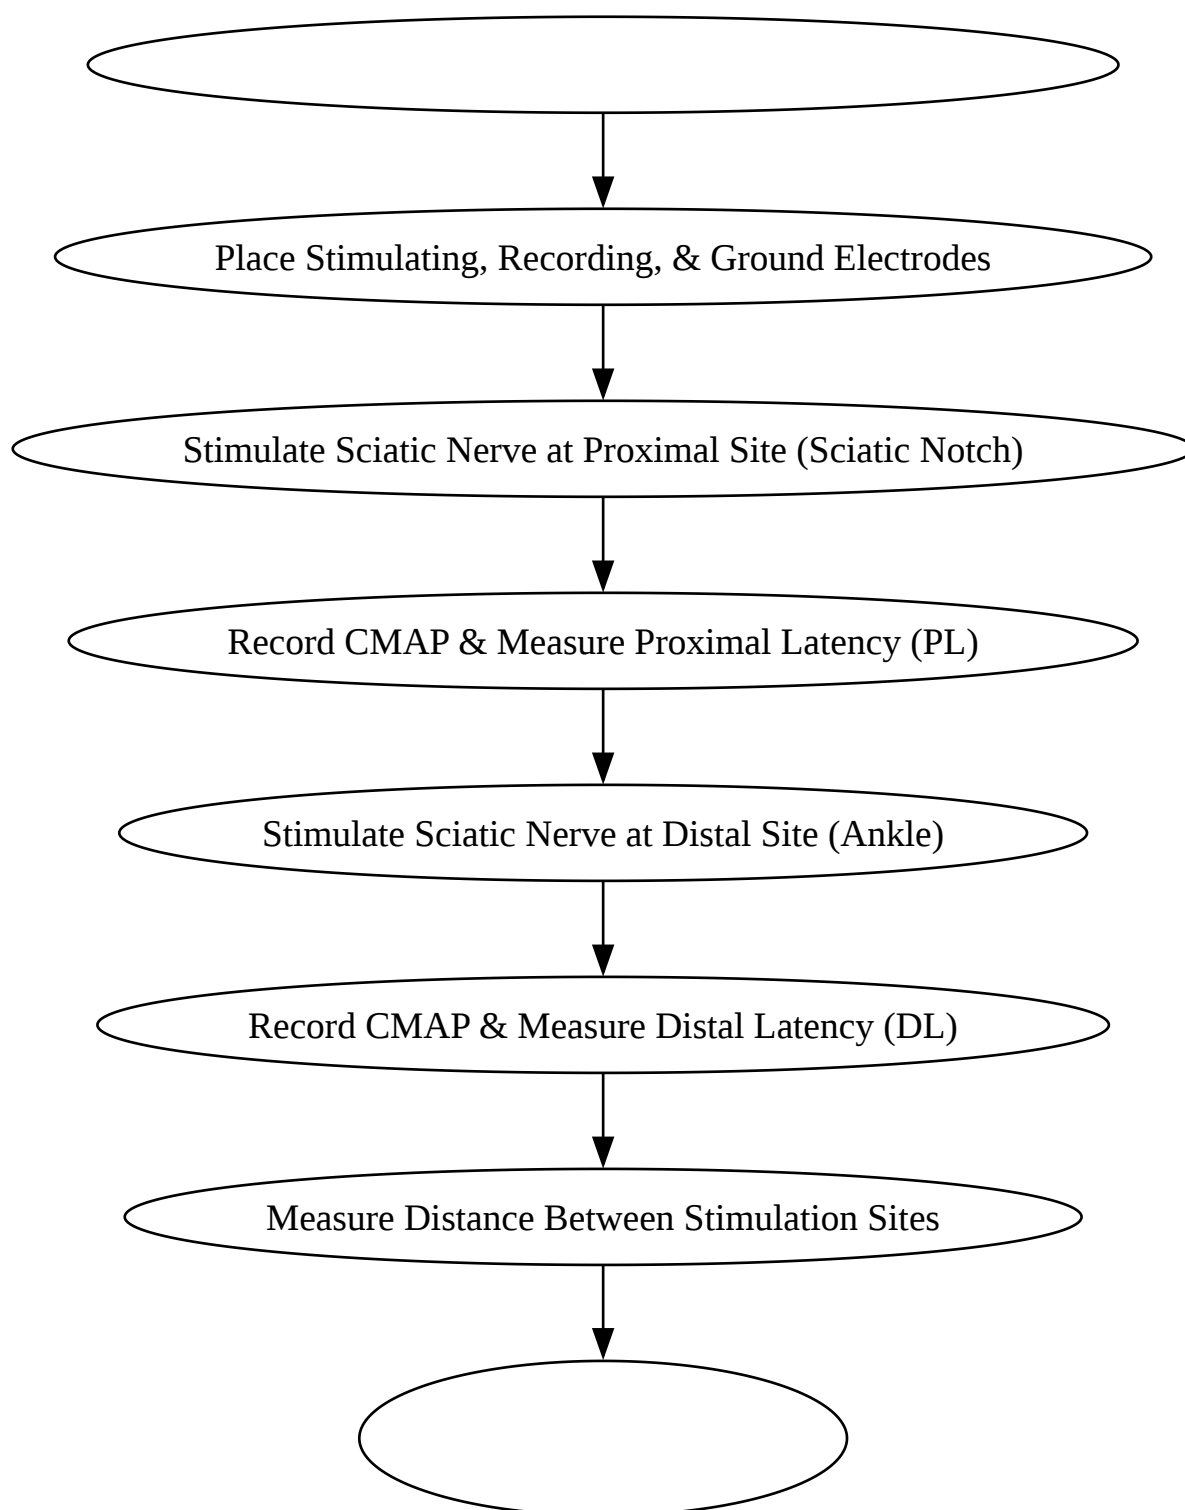 Place Stimulating, Recording, & Ground Electrodes
Stimulate Sciatic Nerve at Proximal Site (Sciatic Notch)
Record CMAP & Measure Proximal Latency (PL)
Stimulate Sciatic Nerve at Distal Site (Ankle)
Record CMAP & Measure Distal Latency (DL)
Measure Distance Between Stimulation Sites